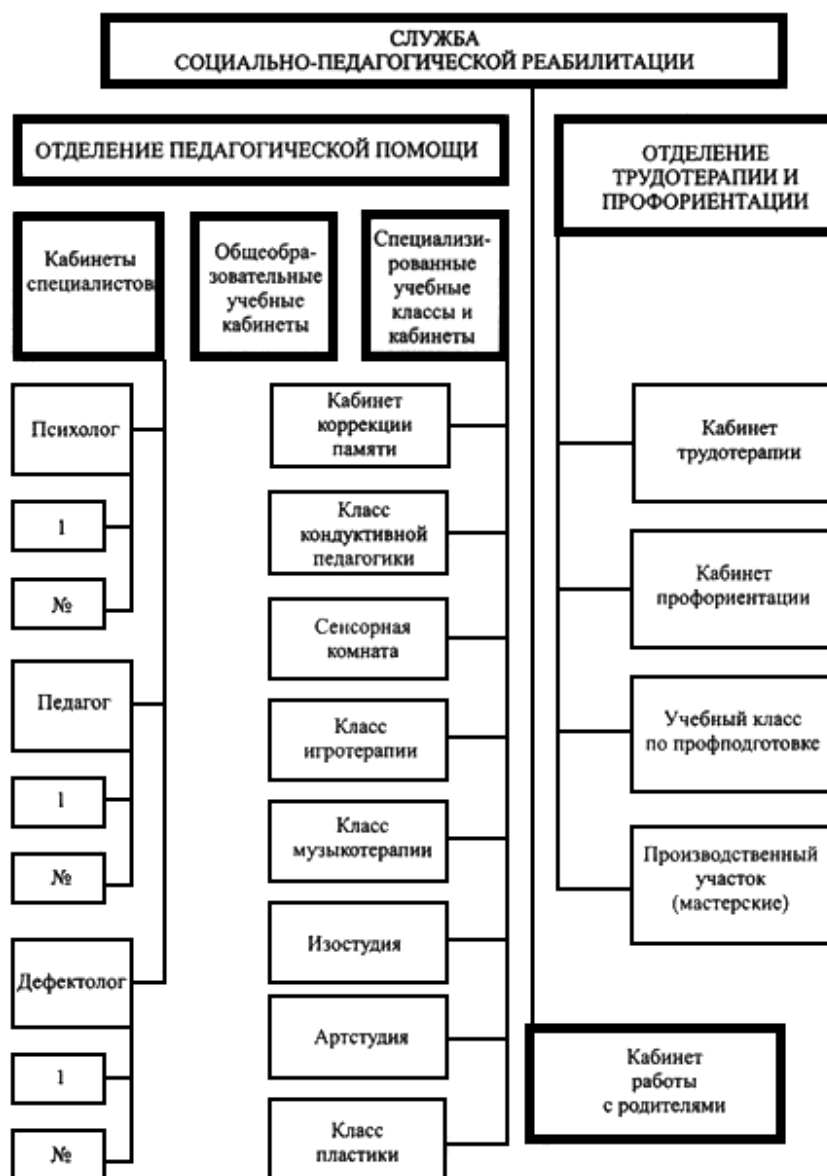 СЛУЖБА
СОЦИАЛЬНО-ПЕДАГОГИЧЕСКОЙ РЕАБИЛИТАЦИИ
ОТДЕЛЕНИЕ ПЕДАГОГИЧЕСКОЙ ПОМОЩИ
Кабинеты
специалистов
Психолог
1
№
Педагог
1
№
Дефектолог
1
№
Общеобра-
зовательные
учебные
кабинеты
Специализи-
рованные
учебные
классы и
кабинеты
Кабинет
коррекции
памяти
Класс
кондуктивной
педагогики
Сенсорная
комната
Класс
игротерапии
Класс
музыкотерапии
Изостудия
Артстудия
Класс
пластики
ОТДЕЛЕНИЕ
ТРУДОТЕРАПИИ И
ПРОФОРИЕНТАЦИИ
Кабинет
трудотерапии
Кабинет
профориентации
Учебный класс
по профподготовке
Производственный
участок
(мастерские)
Кабинет
работы
с родителями